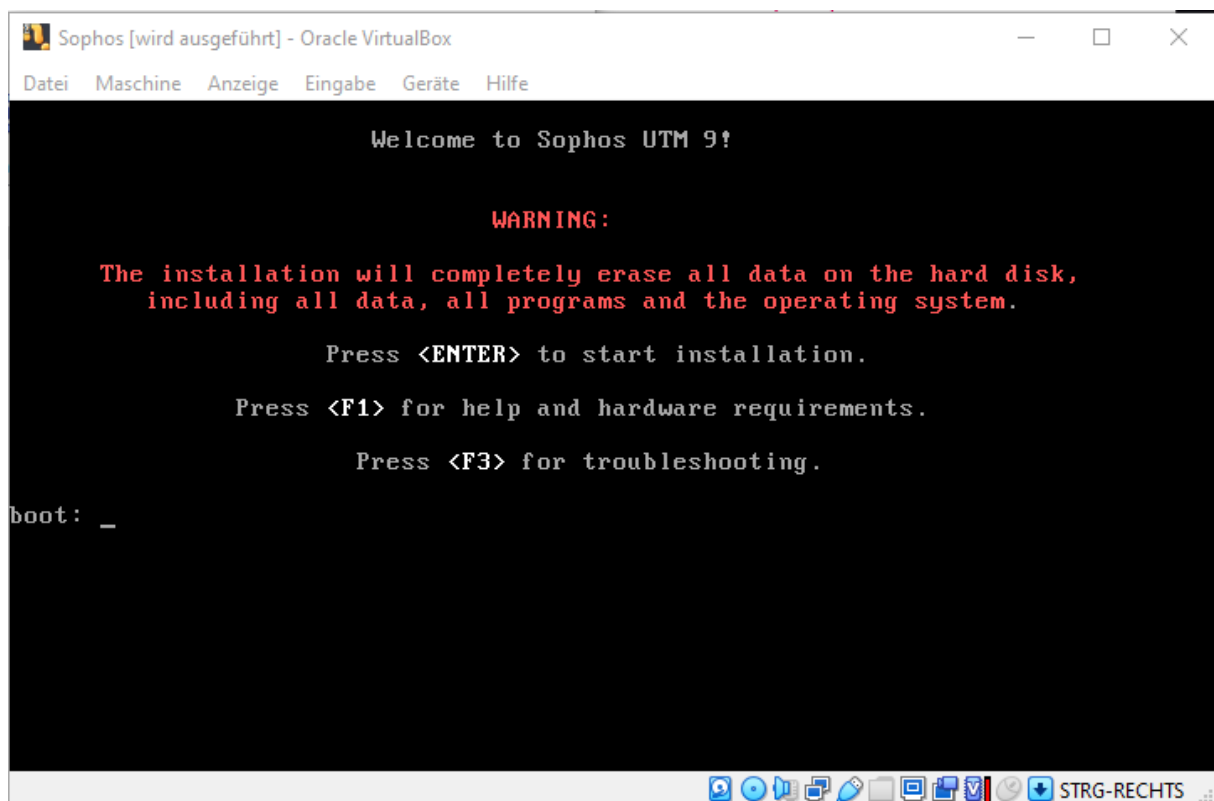 Sophos [wird ausgeführt] - Oracle VirtualBox
Datei Maschine Anzeige Eingabe Geräte Hilfe
Welcome to Sophos UTM 9!
WARNING:
The installation will completely erase all data on the hard disk,
including all data, all programs and the operating system.
Press <ENTER> to start installation.
Press <F1> for help and hardware requirements.
Press <F3> for troubleshooting.
boot: _
STRG-RECHTS